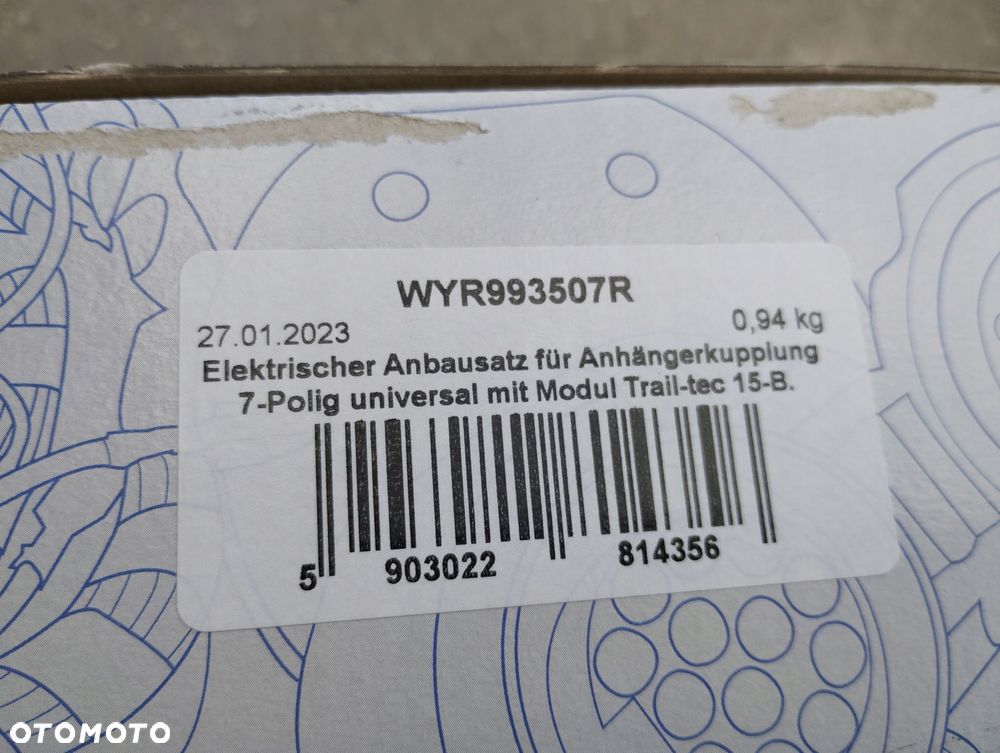 WYR993507R
27.01.2023 0,94 kg
Elektrischer Anbausatz für Anhängerkupplung
7-Polig universal mit Modul Trail-tec 15-B.
5 903022 814356
OTOMOTO